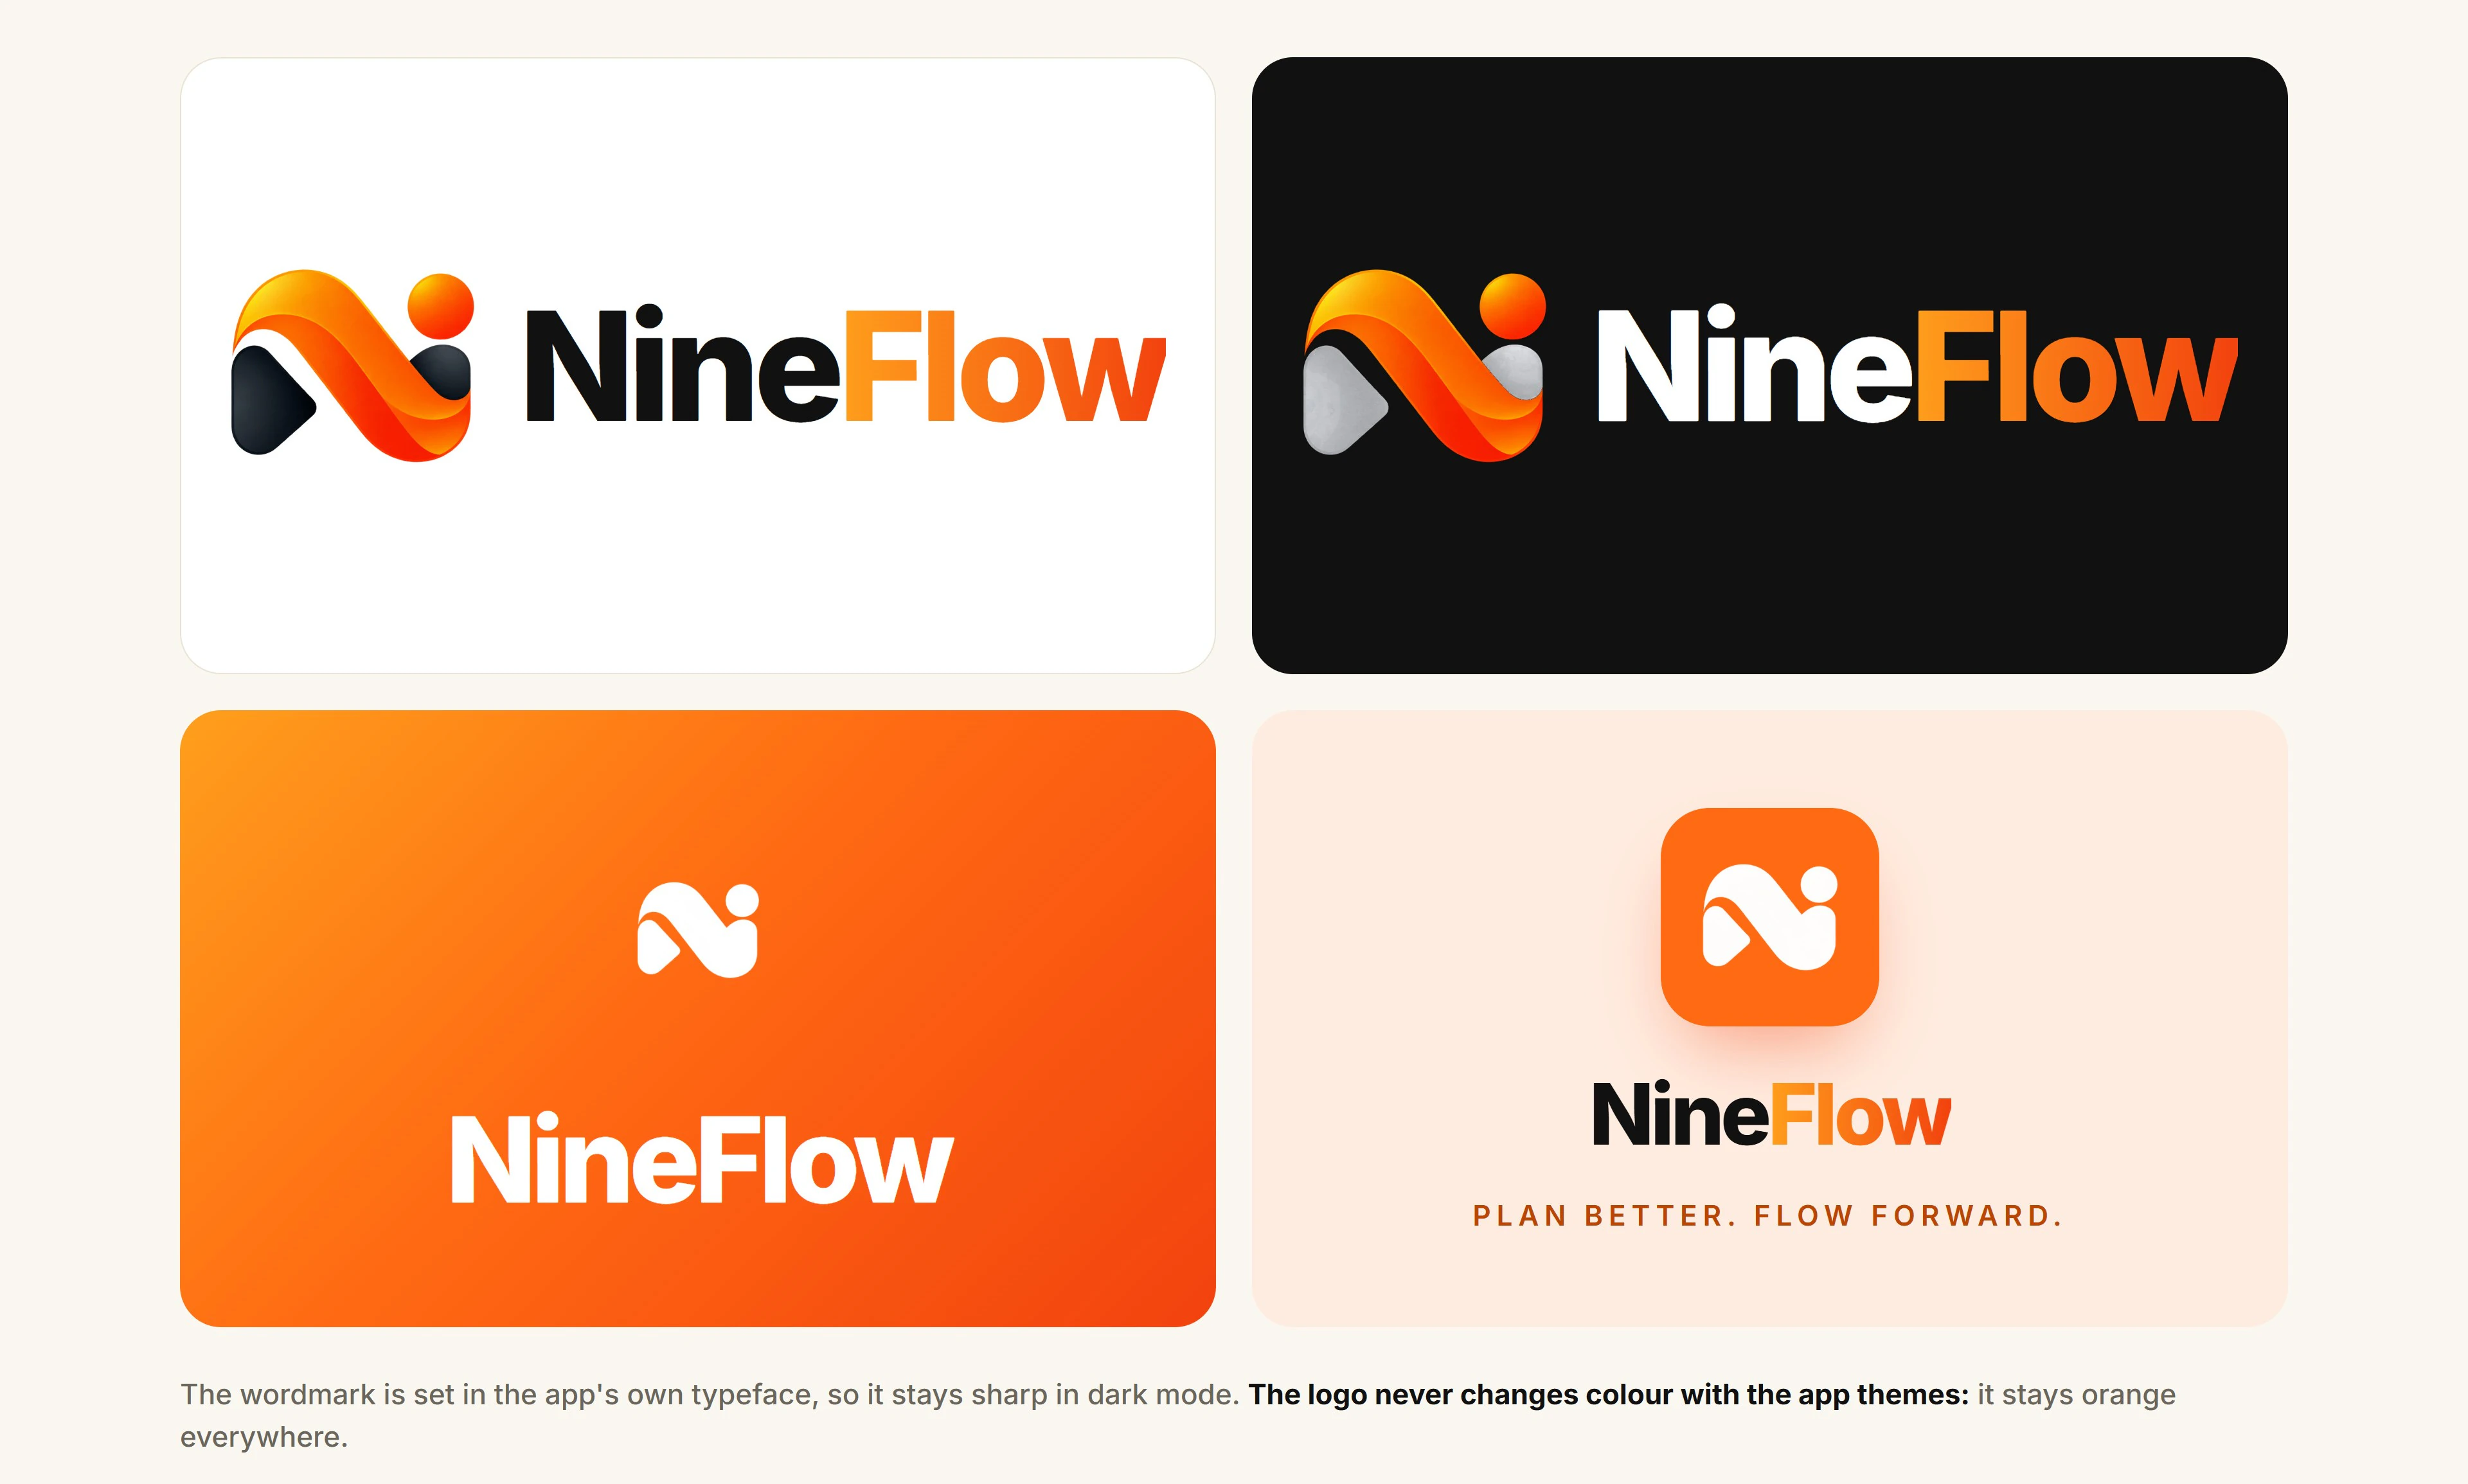 NineFlow
NineFlow
NineFlow
NineFlow
PLAN BETTER. FLOW FORWARD.
The wordmark is set in the app's own typeface, so it stays sharp in dark mode. The logo never changes colour with the app themes: it stays orange
everywhere.